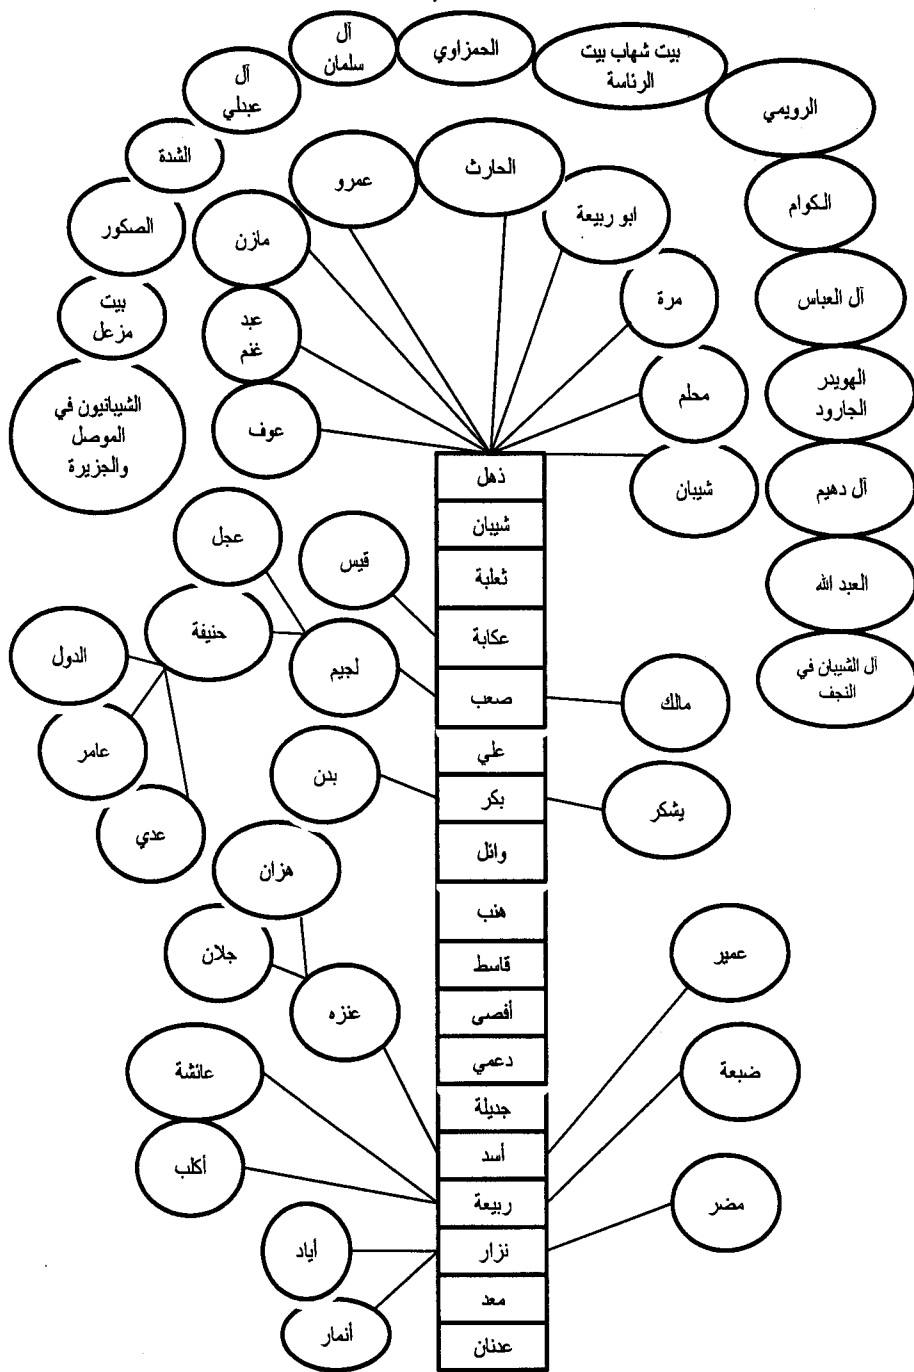 آل
سلمان
الحمزاوي
بيت شهاب بيت
الرئاسة
آل
عبدلي
الرويمي
الشدة
عمرو
الحارث
الكوام
ابو ربيعة
الصكور
مازن
مرة
آل العباس
بيت
مزعل
عبد
غنم
الهويدر
الجارود
محلم
الشيبانيون في
الموصل
والجزيرة
عوف
ذهل
شيبان
آل دهيم
شيبان
عجل
قيس
ثعلبة
العبد الله
حنيفة
عكابة
الدول
لجيم
صعب
مالك
آل الشيبان في
النجف
عامر
علي
بدن
بكر
يشكر
عدي
وائل
هزان
هنب
جلان
قاسط
عمير
عنزه
أفصى
دعمي
عائشة
ضبعة
جديلة
أكلب
أسد
ربيعة
مضر
أياد
نزار
معد
أنمار
عدنان